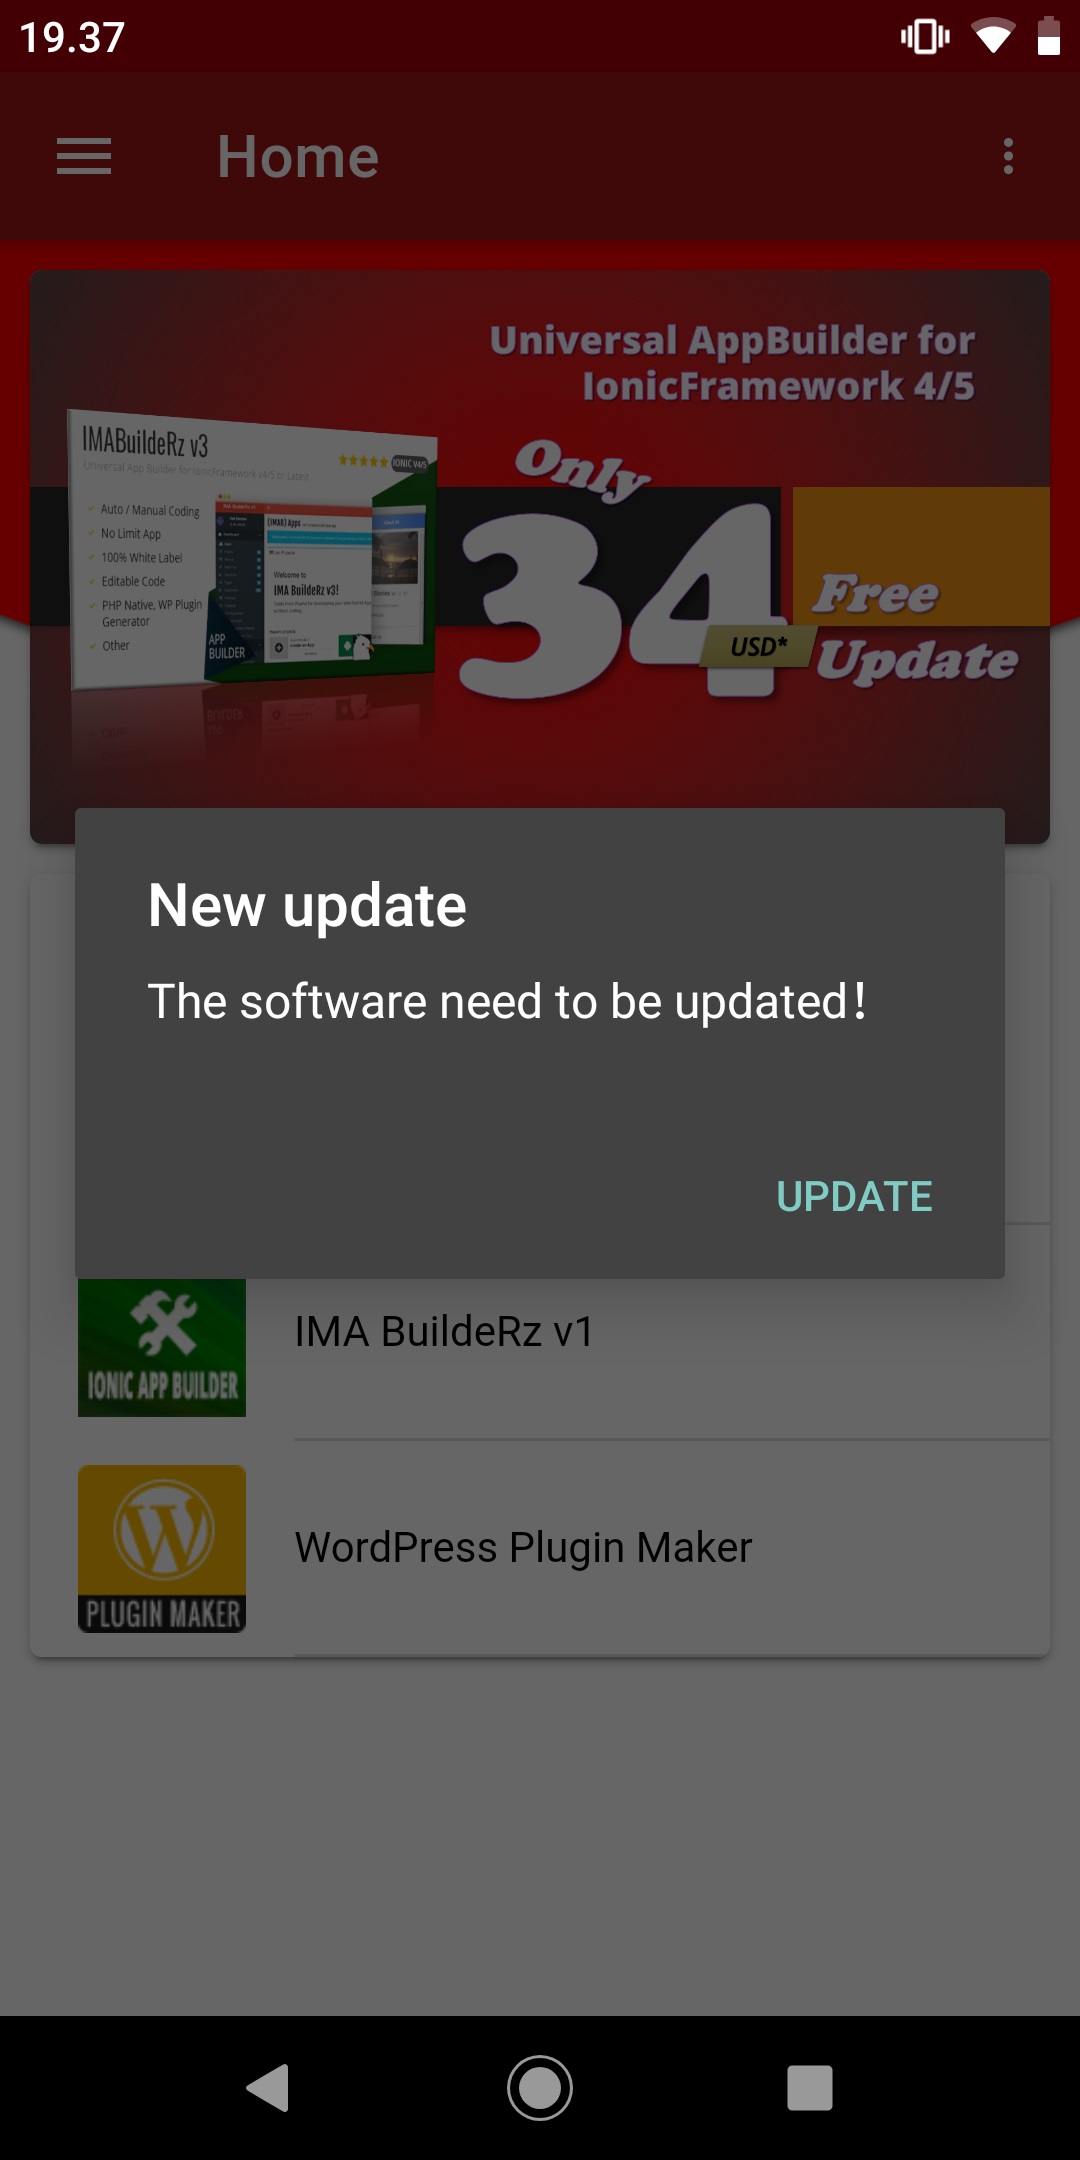 19.37
Home
Universal AppBuilder for
IonicFramework 4/5
IMABuildeRz v3
Universal App Builder for IonicFramework v4/5 or Latest
IONIC V4/5
Auto / Manual Coding
No Limit App
100% White Label
Editable Code
PHP Native, WP Plugin
Generator
Other
Welcome to
IMA BuildeRz v3!
APP
BUILDER
Only
34
USD*
Free
Update
New update
The software need to be updated!
UPDATE
IONIC APP BUILDER
IMA BuildeRz v1
PLUGIN MAKER
WordPress Plugin Maker